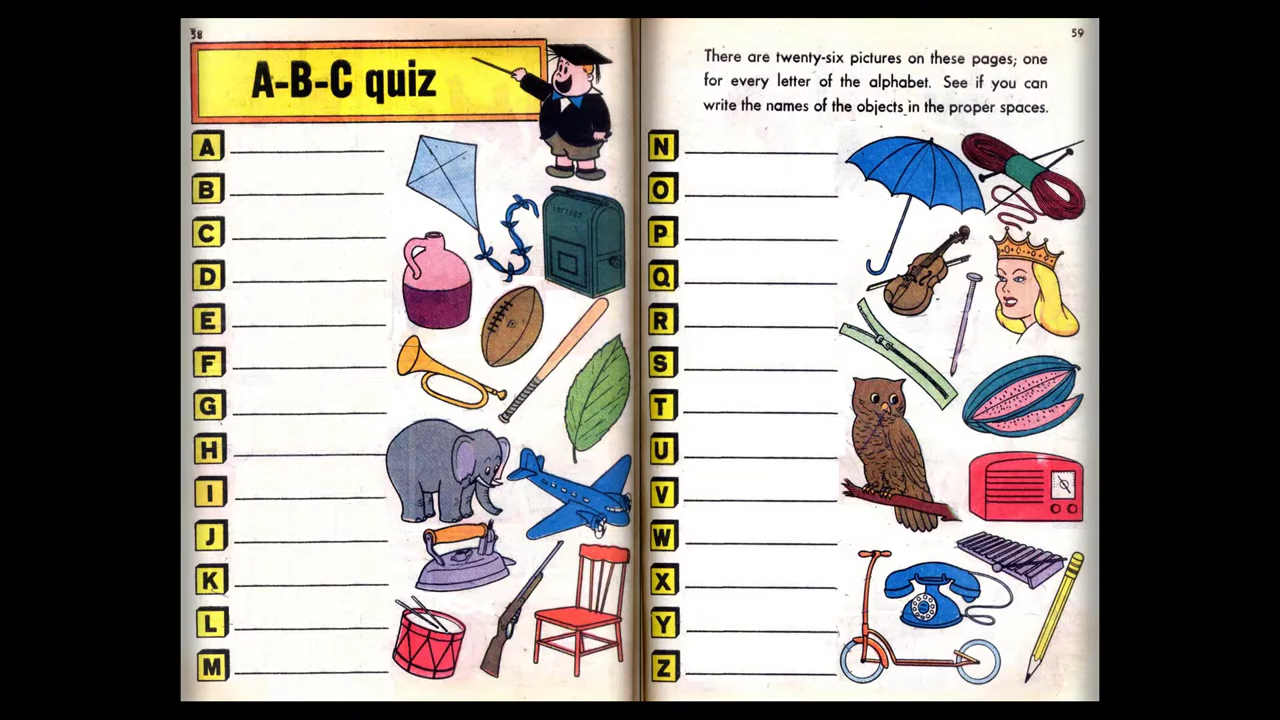 58
A-B-C quiz
A
B
C
D
E
F
G
H
I
J
K
L
M
59
There are twenty-six pictures on these pages; one
for every letter of the alphabet. See if you can
write the names of the objects in the proper spaces.
N
O
P
Q
R
S
T
U
V
W
X
Y
Z